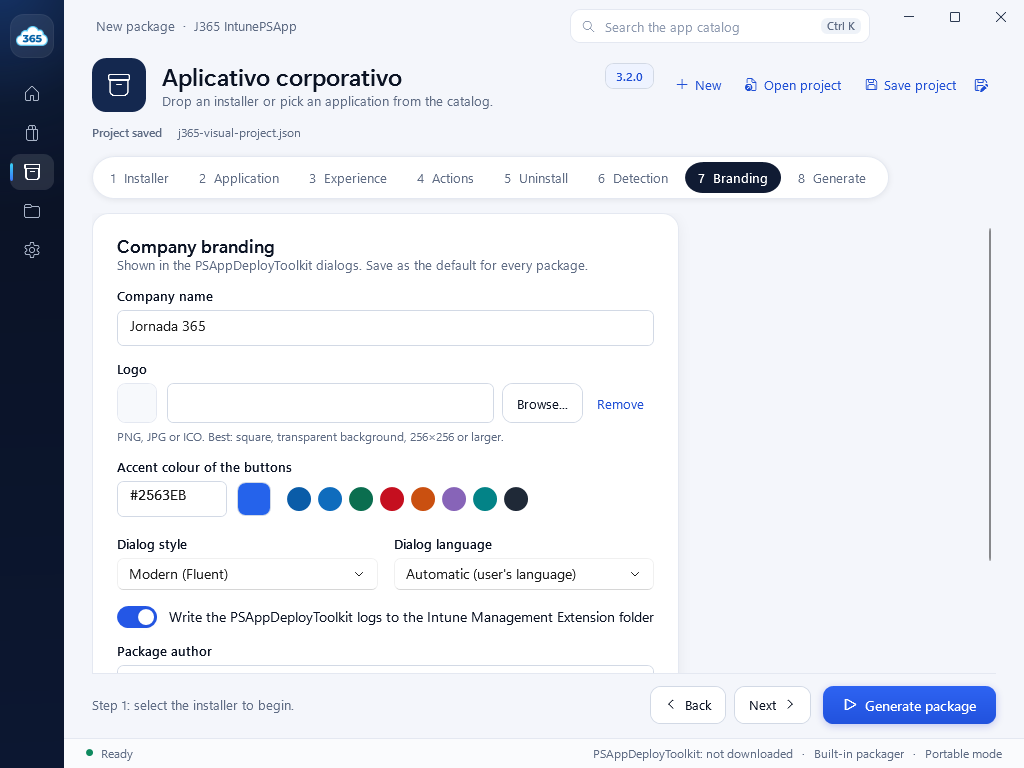 365
New package · J365 IntunePSApp
Search the app catalog
Ctrl K
Aplicativo corporativo
Drop an installer or pick an application from the catalog.
3.2.0
New
Open project
Save project
Project saved
j365-visual-project.json
1 Installer
2 Application
3 Experience
4 Actions
5 Uninstall
6 Detection
7 Branding
8 Generate
Company branding
Shown in the PSAppDeployToolkit dialogs. Save as the default for every package.
Company name
Jornada 365
Logo
Browse...
Remove
PNG, JPG or ICO. Best: square, transparent background, 256×256 or larger.
Accent colour of the buttons
#2563EB
Dialog style
Dialog language
Modern (Fluent)
Automatic (user's language)
Write the PSAppDeployToolkit logs to the Intune Management Extension folder
Package author
Step 1: select the installer to begin.
Back
Next
Generate package
Ready
PSAppDeployToolkit: not downloaded · Built-in packager · Portable mode